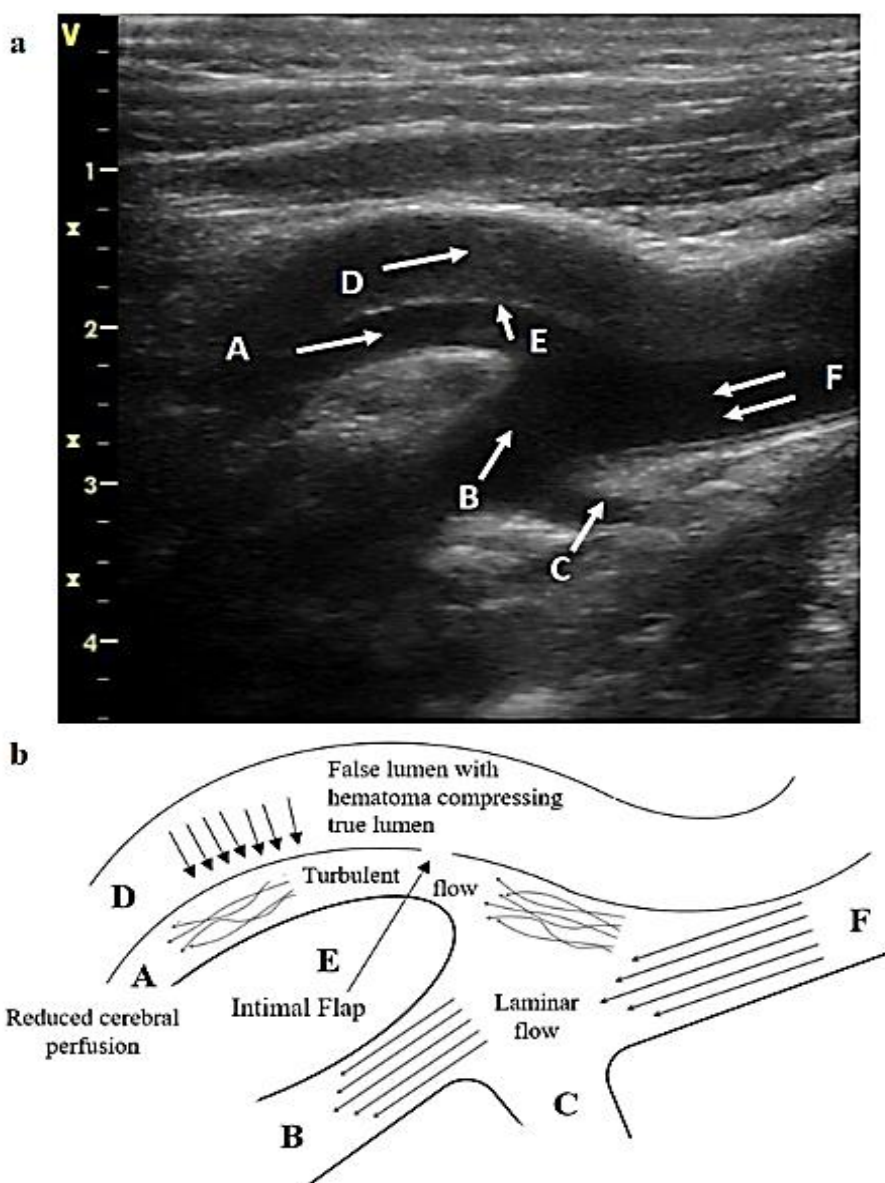 a
V
1
2
3
4
D
A
E
F
B
C
b
False lumen with
hematoma compressing
true lumen
D
Turbulent
flow
A
E
F
Reduced cerebral
perfusion
Intimal Flap
Laminar
flow
B
C